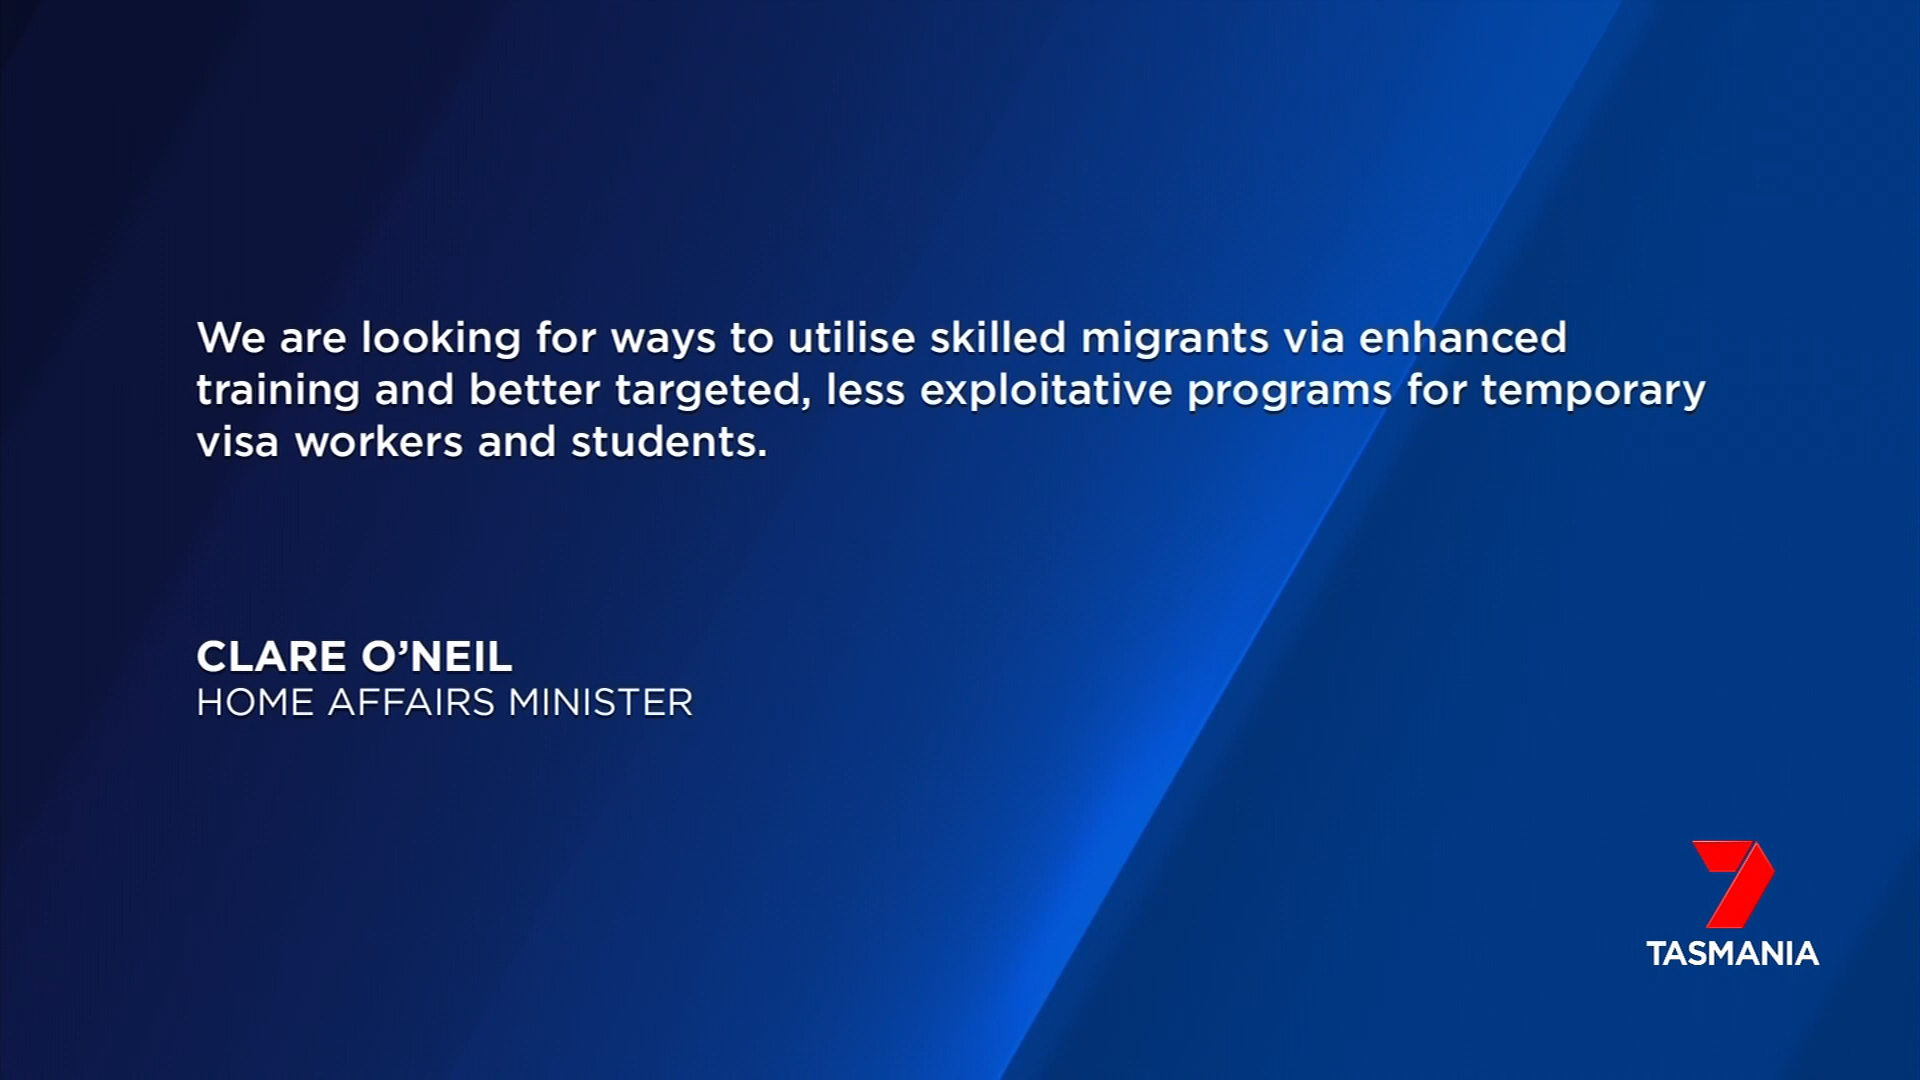 We are looking for ways to utilise skilled migrants via enhanced
training and better targeted, less exploitative programs for temporary
visa workers and students.
CLARE O’NEIL
HOME AFFAIRS MINISTER
7
TASMANIA